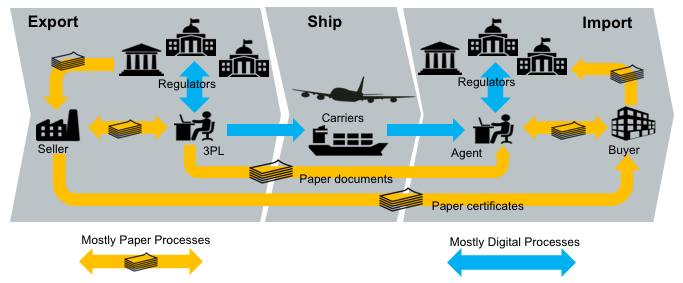 Export
Ship
Import
Regulators
Regulators
Carriers
Seller
3PL
Agent
Buyer
Paper documents
Paper certificates
Mostly Paper Processes
Mostly Digital Processes